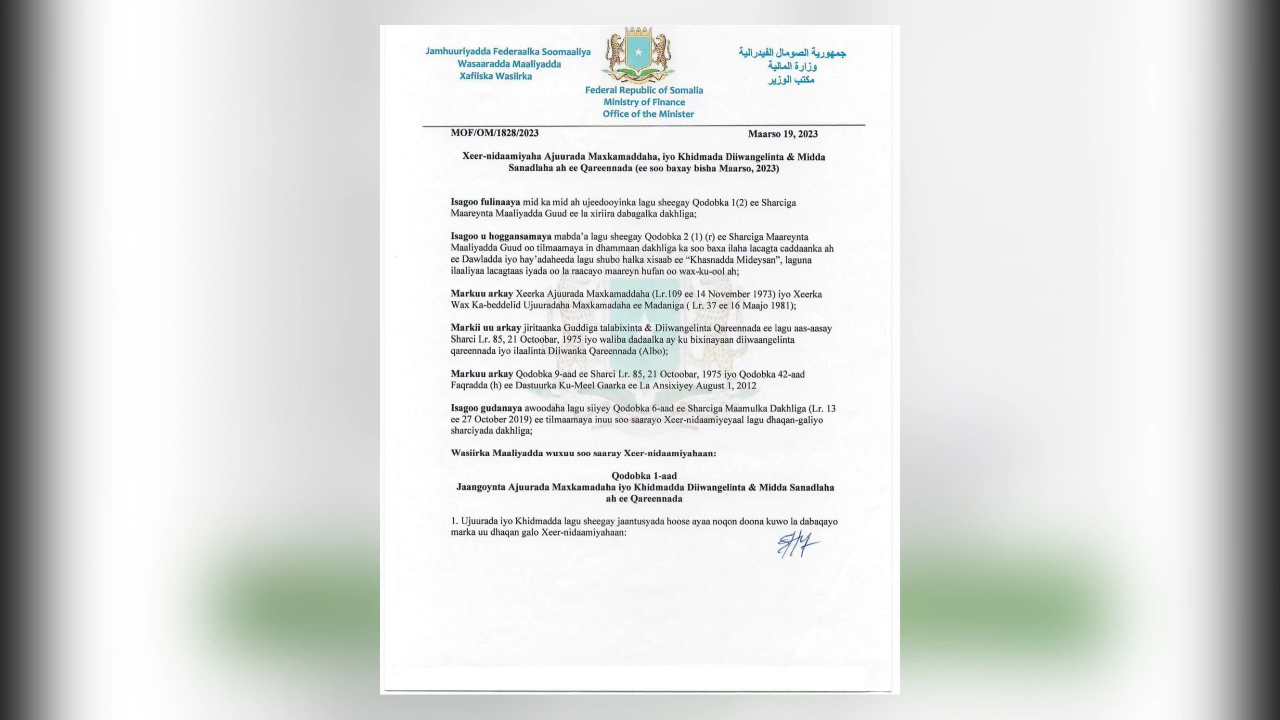 Jamhuuriyadda Federaalka Soomaaliya
Wasaaradda Maaliyadda
Xafiiska Wasiirka
جمهورية الصومال الفيدرالية
وزارة المالية
مكتب الوزير
Federal Republic of Somalia
Ministry of Finance
Office of the Minister
MOF/OM/1828/2023
Maarso 19, 2023
Xeer-nidaamiyaha Ajuurada Maxkamaddaha, iyo Khidmada Diiwangelinta & Midda
Sanadlaha ah ee Qareennada (ee soo baxay bisha Maarso, 2023)
Isagoo fulinaaya mid ka mid ah ujeedooyinka lagu sheegay Qodobka 1(2) ee Sharciga
Maareynta Maaliyadda Guud ee la xiriira dabagalka dakhliga;
Isagoo u hoggansamaya mabda'a lagu sheegay Qodobka 2 (1) (r) ee Sharciga Maareynta
Maaliyadda Guud oo tilmaamaya in dhammaan dakhliga ka soo baxa ilaha lacagta caddaanka ah
ee Dawladda iyo hay'adaheeda lagu shubo halka xisaab ee “Khasnadda Mideysan”, laguna
ilaaliyaa lacagtaas iyada oo la raacayo maareyn hufan oo wax-ku-ool ah;
Markuu arkay Xeerka Ajuurada Maxkamaddaha (Lr.109 ee 14 November 1973) iyo Xeerka
Wax Ka-beddelid Ujuuradaha Maxkamadaha ee Madaniga ( Lr. 37 ee 16 Maajo 1981);
Markii uu arkay jiritaanka Guddiga talabixinta & Diiwangelinta Qareennada ee lagu aas-aasay
Sharci Lr. 85, 21 Octoobar, 1975 iyo waliba dadaalka ay ku bixinayaan diiwaangelinta
qareennada iyo ilaalinta Diiwanka Qareennada (Albo);
Markuu arkay Qodobka 9-aad ee Sharci Lr. 85, 21 Octoobar, 1975 iyo Qodobka 42-aad
Faqradda (h) ee Dastuurka Ku-Meel Gaarka ee La Ansixiyey August 1, 2012
Isagoo gudanaya awoodaha lagu siiyey Qodobka 6-aad ee Sharciga Maamulka Dakhliga (Lr. 13
ee 27 October 2019) ee tilmaamaya inuu soo saarayo Xeer-nidaamiyeyaal lagu dhaqan-galiyo
sharciyada dakhliga;
Wasiirka Maaliyadda wuxuu soo saaray Xeer-nidaamiyahaan:
Qodobka 1-aad
Jaangoynta Ajuurada Maxkamadaha iyo Khidmadda Diiwangelinta & Midda Sanadlaha
ah ee Qareennada
1. Ujuurada iyo Khidmadda lagu sheegay jaantusyada hoose ayaa noqon doona kuwo la dabaqayo
marka uu dhaqan galo Xeer-nidaamiyahaan: